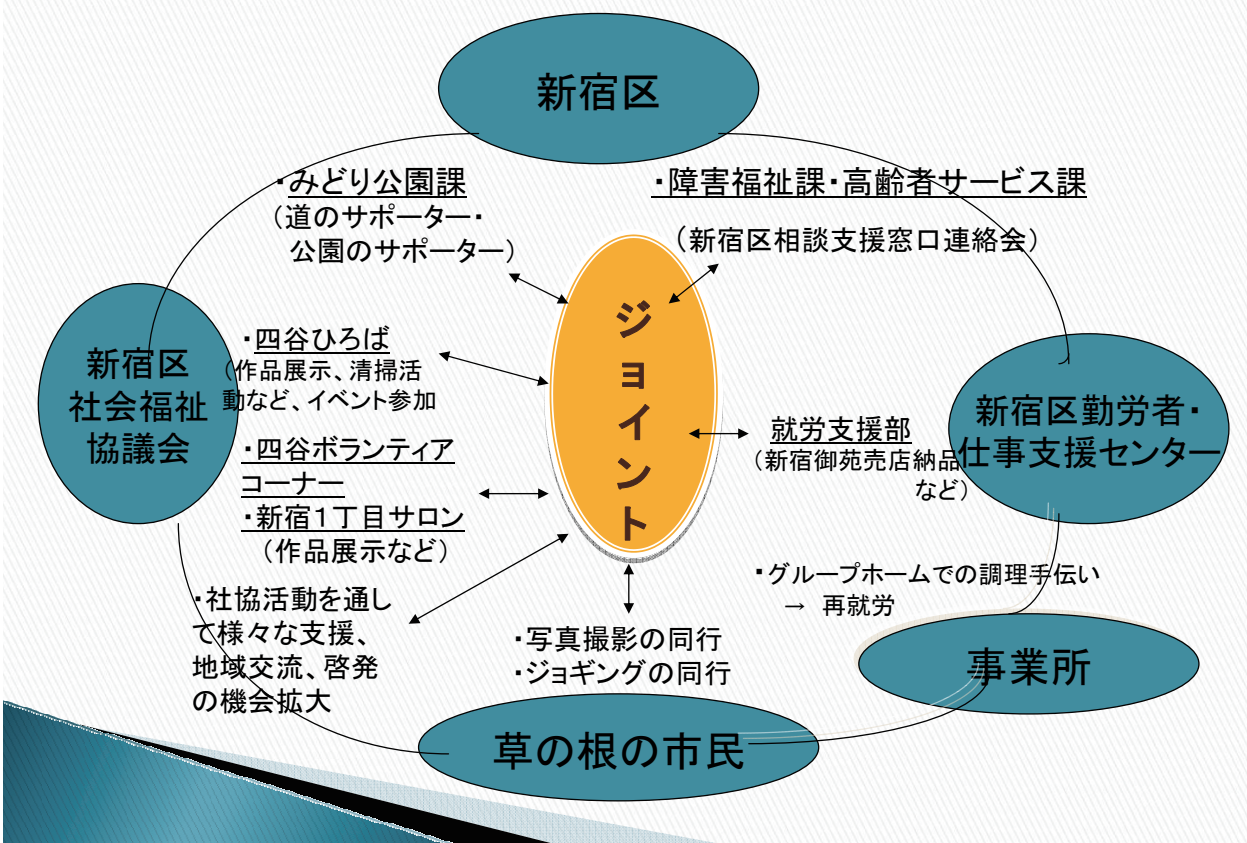 新宿区
・みどり公園課
（道のサポーター・
公園のサポーター）
・障害福祉課・高齢者サービス課
（新宿区相談支援窓口連絡会）
ジョイント
新宿区
社会福祉
協議会
・四谷ひろば
（作品展示、清掃活
動など、イベント参加
・四谷ボランティア
コーナー
・新宿１丁目サロン
（作品展示など）
・社協活動を通し
て様々な支援、
地域交流、啓発
の機会拡大
就労支援部
（新宿御苑売店納品
など）
新宿区勤労者・
仕事支援センター
・グループホームでの調理手伝い
→ 再就労
・写真撮影の同行
・ジョギングの同行
事業所
草の根の市民